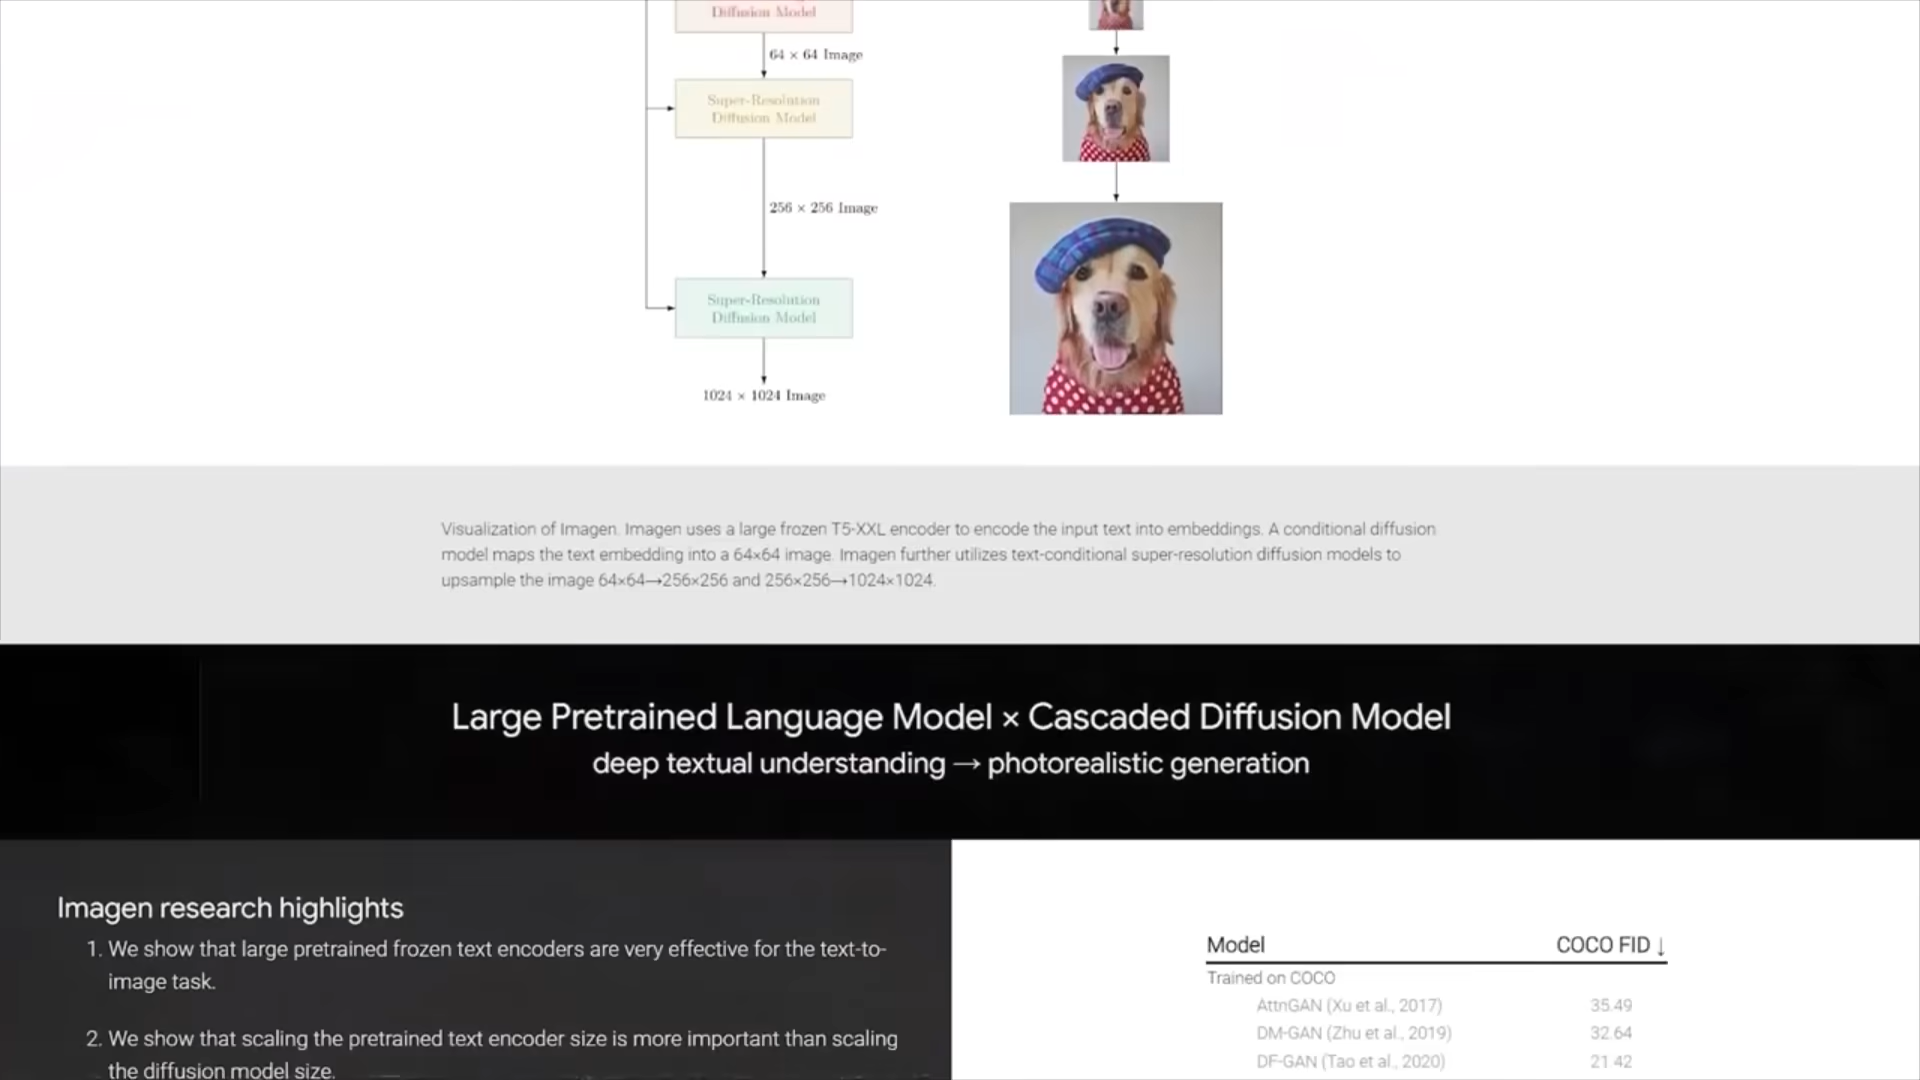 Diffusion Model
64 × 64 Image
Super-Resolution
Diffusion Model
256 × 256 Image
Super-Resolution
Diffusion Model
1024 × 1024 Image
Visualization of Imagen. Imagen uses a large frozen T5-XXL encoder to encode the input text into embeddings. A conditional diffusion
model maps the text embedding into a 64×64 image. Imagen further utilizes text-conditional super-resolution diffusion models to
upsample the image 64×64→256×256 and 256×256→1024×1024.
Large Pretrained Language Model × Cascaded Diffusion Model
deep textual understanding → photorealistic generation
Imagen research highlights
1. We show that large pretrained frozen text encoders are very effective for the text-to-
image task.
2. We show that scaling the pretrained text encoder size is more important than scaling
the diffusion model size.
Model COCO FID ↓
Trained on COCO
AttnGAN (Xu et al., 2017) 35.49
DM-GAN (Zhu et al., 2019) 32.64
DF-GAN (Tao et al., 2020) 21.42